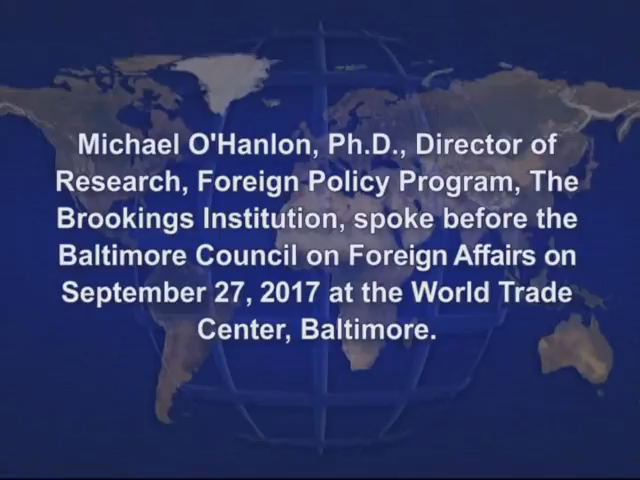 Michael O'Hanlon, Ph.D., Director of
Research, Foreign Policy Program, The
Brookings Institution, spoke before the
Baltimore Council on Foreign Affairs on
September 27, 2017 at the World Trade
Center, Baltimore.